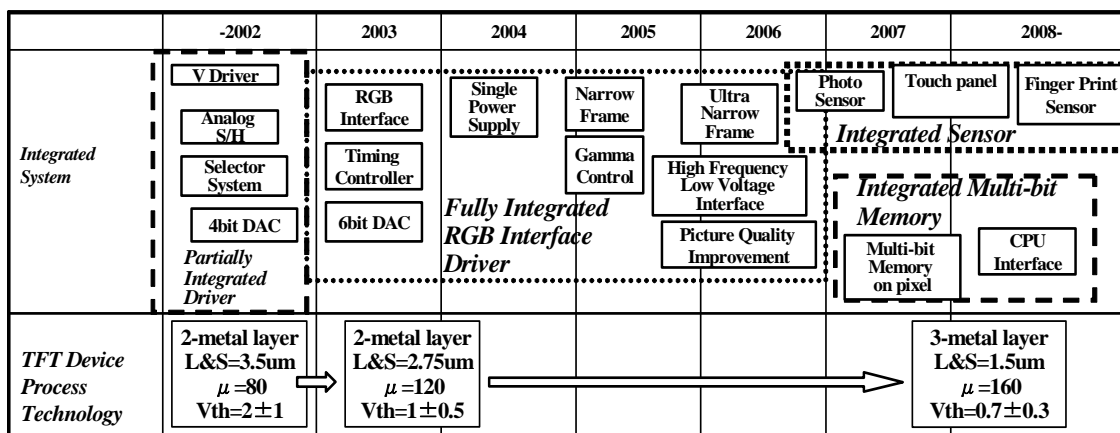 -2002
2003
2004
2005
2006
2007
2008-
Integrated
System
V Driver
Analog
S/H
Selector
System
4bit DAC
Partially
Integrated
Driver
RGB
Interface
Timing
Controller
6bit DAC
Single
Power
Supply
Fully Integrated
RGB Interface
Driver
Narrow
Frame
Gamma
Control
Ultra
Narrow
Frame
High Frequency
Low Voltage
Interface
Picture Quality
Improvement
Photo
Sensor
Touch panel
Finger Print
Sensor
Integrated Sensor
Integrated Multi-bit
Memory
Multi-bit
Memory
on pixel
CPU
Interface
TFT Device
Process
Technology
2-metal layer
L&S=3.5um
μ=80
Vth=2±1
2-metal layer
L&S=2.75um
μ=120
Vth=1±0.5
3-metal layer
L&S=1.5um
μ=160
Vth=0.7±0.3